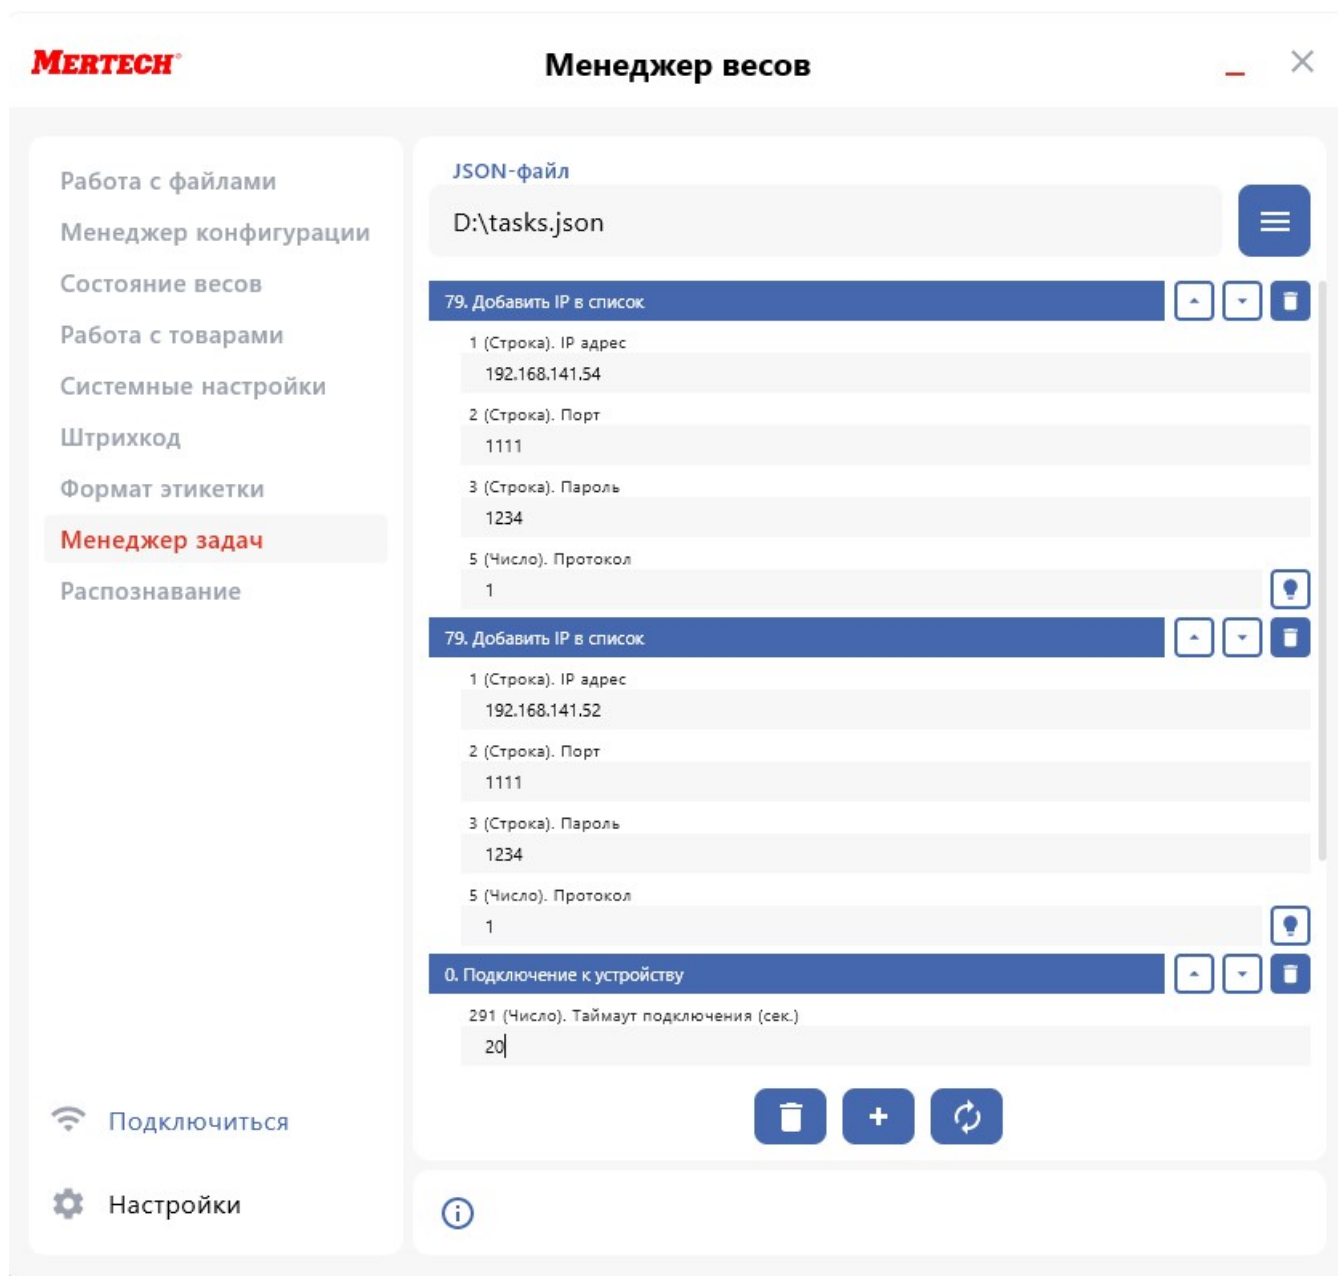 MERTECH
Менеджер весов
Работа с файлами
Менеджер конфигурации
Состояние весов
Работа с товарами
Системные настройки
Штрихкод
Формат этикетки
Менеджер задач
Распознавание
Подключиться
Настройки
JSON-файл
D:\tasks.json
79. Добавить IP в список
1 (Строка). IP адрес
192.168.141.54
2 (Строка). Порт
1111
3 (Строка). Пароль
1234
5 (Число). Протокол
1
79. Добавить IP в список
1 (Строка). IP адрес
192.168.141.52
2 (Строка). Порт
1111
3 (Строка). Пароль
1234
5 (Число). Протокол
1
0. Подключение к устройству
291 (Число). Таймаут подключения (сек.)
20